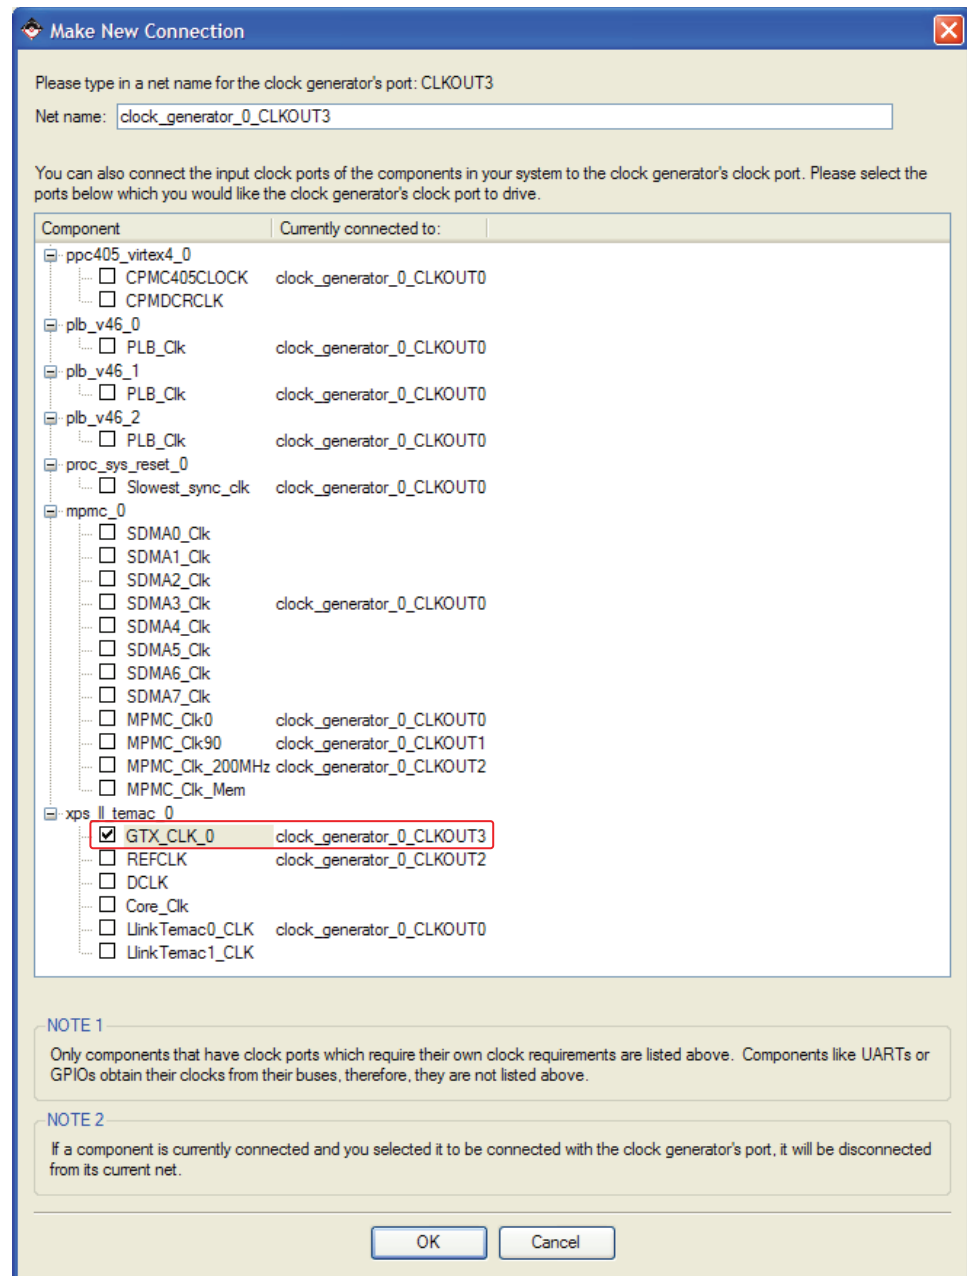 Make New Connection
Please type in a net name for the clock generator's port: CLKOUT3
Net name: clock_generator_0_CLKOUT3
You can also connect the input clock ports of the components in your system to the clock generator's clock port. Please select the
ports below which you would like the clock generator's clock port to drive.
Component Currently connected to:
ppc405_virtex4_0
CPMC405CLOCK clock_generator_0_CLKOUT0
CPMDCRCLK
plb_v46_0
PLB_Clk clock_generator_0_CLKOUT0
plb_v46_1
PLB_Clk clock_generator_0_CLKOUT0
plb_v46_2
PLB_Clk clock_generator_0_CLKOUT0
proc_sys_reset_0
Slowest_sync_clk clock_generator_0_CLKOUT0
mpmc_0
SDMA0_Clk
SDMA1_Clk
SDMA2_Clk
SDMA3_Clk clock_generator_0_CLKOUT0
SDMA4_Clk
SDMA5_Clk
SDMA6_Clk
SDMA7_Clk
MPMC_Clk0 clock_generator_0_CLKOUT0
MPMC_Clk90 clock_generator_0_CLKOUT1
MPMC_Clk_200MHz clock_generator_0_CLKOUT2
MPMC_Clk_Mem
xps_ll_temac_0
GTX_CLK_0 clock_generator_0_CLKOUT3
REFCLK clock_generator_0_CLKOUT2
DCLK
Core_Clk
LlinkTemac0_CLK clock_generator_0_CLKOUT0
LlinkTemac1_CLK
NOTE 1
Only components that have clock ports which require their own clock requirements are listed above. Components like UARTs or
GPIOs obtain their clocks from their buses, therefore, they are not listed above.
NOTE 2
If a component is currently connected and you selected it to be connected with the clock generator's port, it will be disconnected
from its current net.
OK Cancel